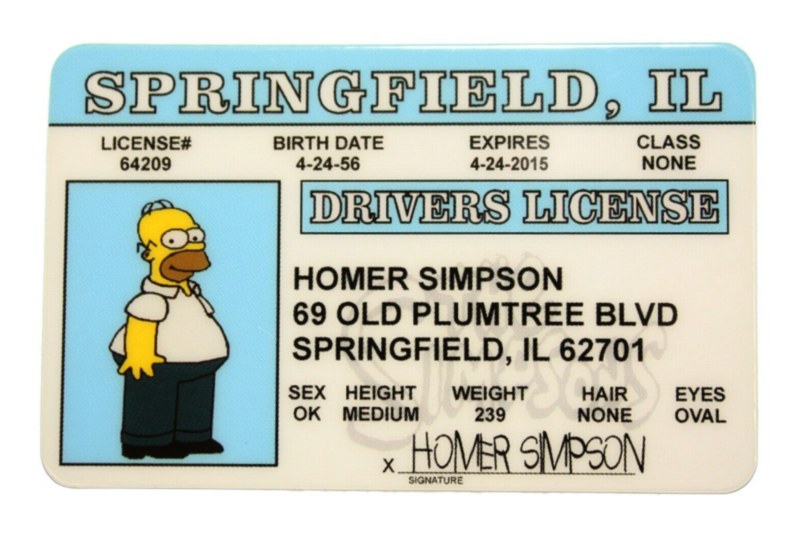 SPRINGFIELD, IL
LICENSE# BIRTH DATE EXPIRES CLASS
64209 4-24-56 4-24-2015 NONE
DRIVERS LICENSE
HOMER SIMPSON
69 OLD PLUMTREE BLVD
SPRINGFIELD, IL 62701
The Simpsons
SEX HEIGHT WEIGHT HAIR EYES
OK MEDIUM 239 NONE OVAL
X HOMER SIMPSON
SIGNATURE